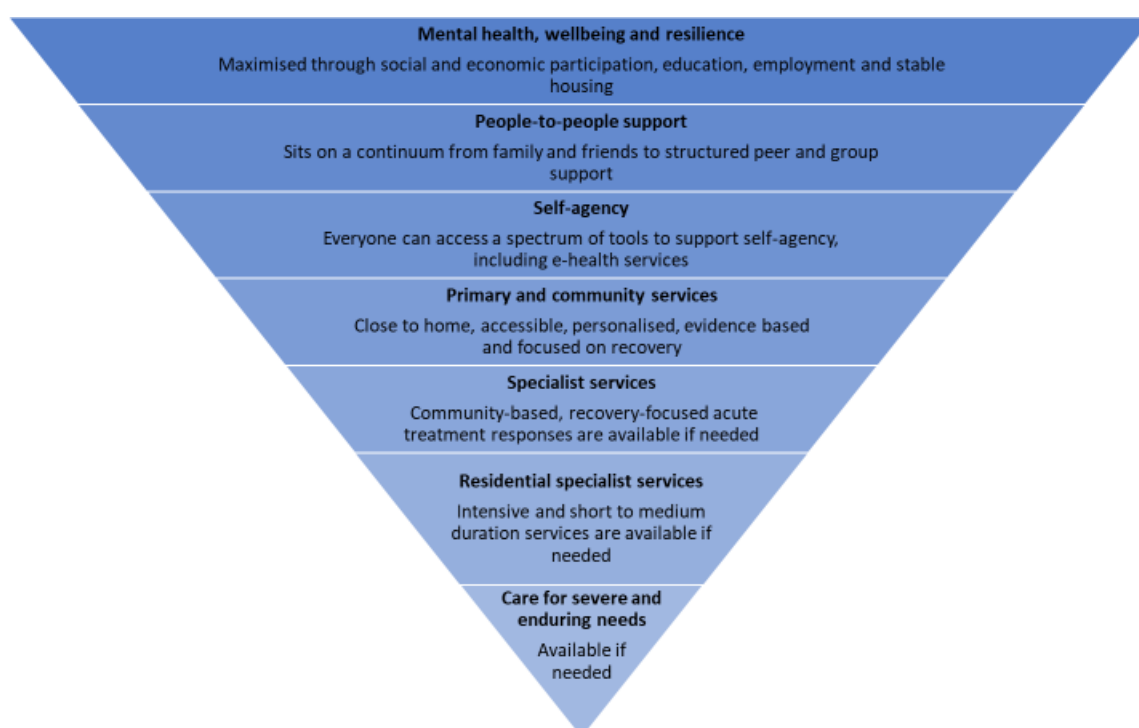 Mental health, wellbeing and resilience
Maximised through social and economic participation, education, employment and stable
housing
People-to-people support
Sits on a continuum from family and friends to structured peer and group
support
Self-agency
Everyone can access a spectrum of tools to support self-agency,
including e-health services
Primary and community services
Close to home, accessible, personalised, evidence based
and focused on recovery
Specialist services
Community-based, recovery-focused acute
treatment responses are available if needed
Residential specialist services
Intensive and short to medium
duration services are available if
needed
Care for severe and
enduring needs
Available if
needed